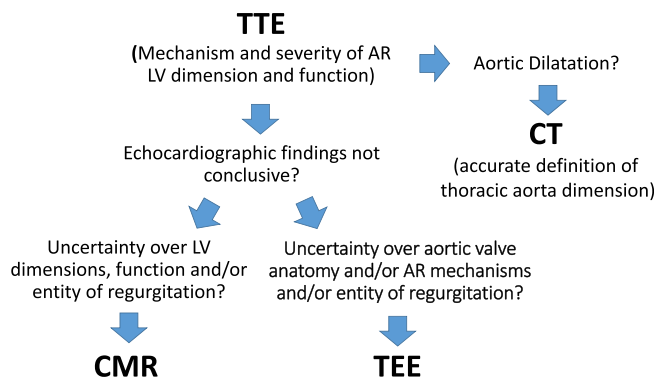 TTE
(Mechanism and severity of AR
LV dimension and function)
Aortic Dilatation?
CT
(accurate definition of
thoracic aorta dimension)
Echocardiographic findings not
conclusive?
Uncertainty over LV
dimensions, function and/or
entity of regurgitation?
CMR
Uncertainty over aortic valve
anatomy and/or AR mechanisms
and/or entity of regurgitation?
TEE